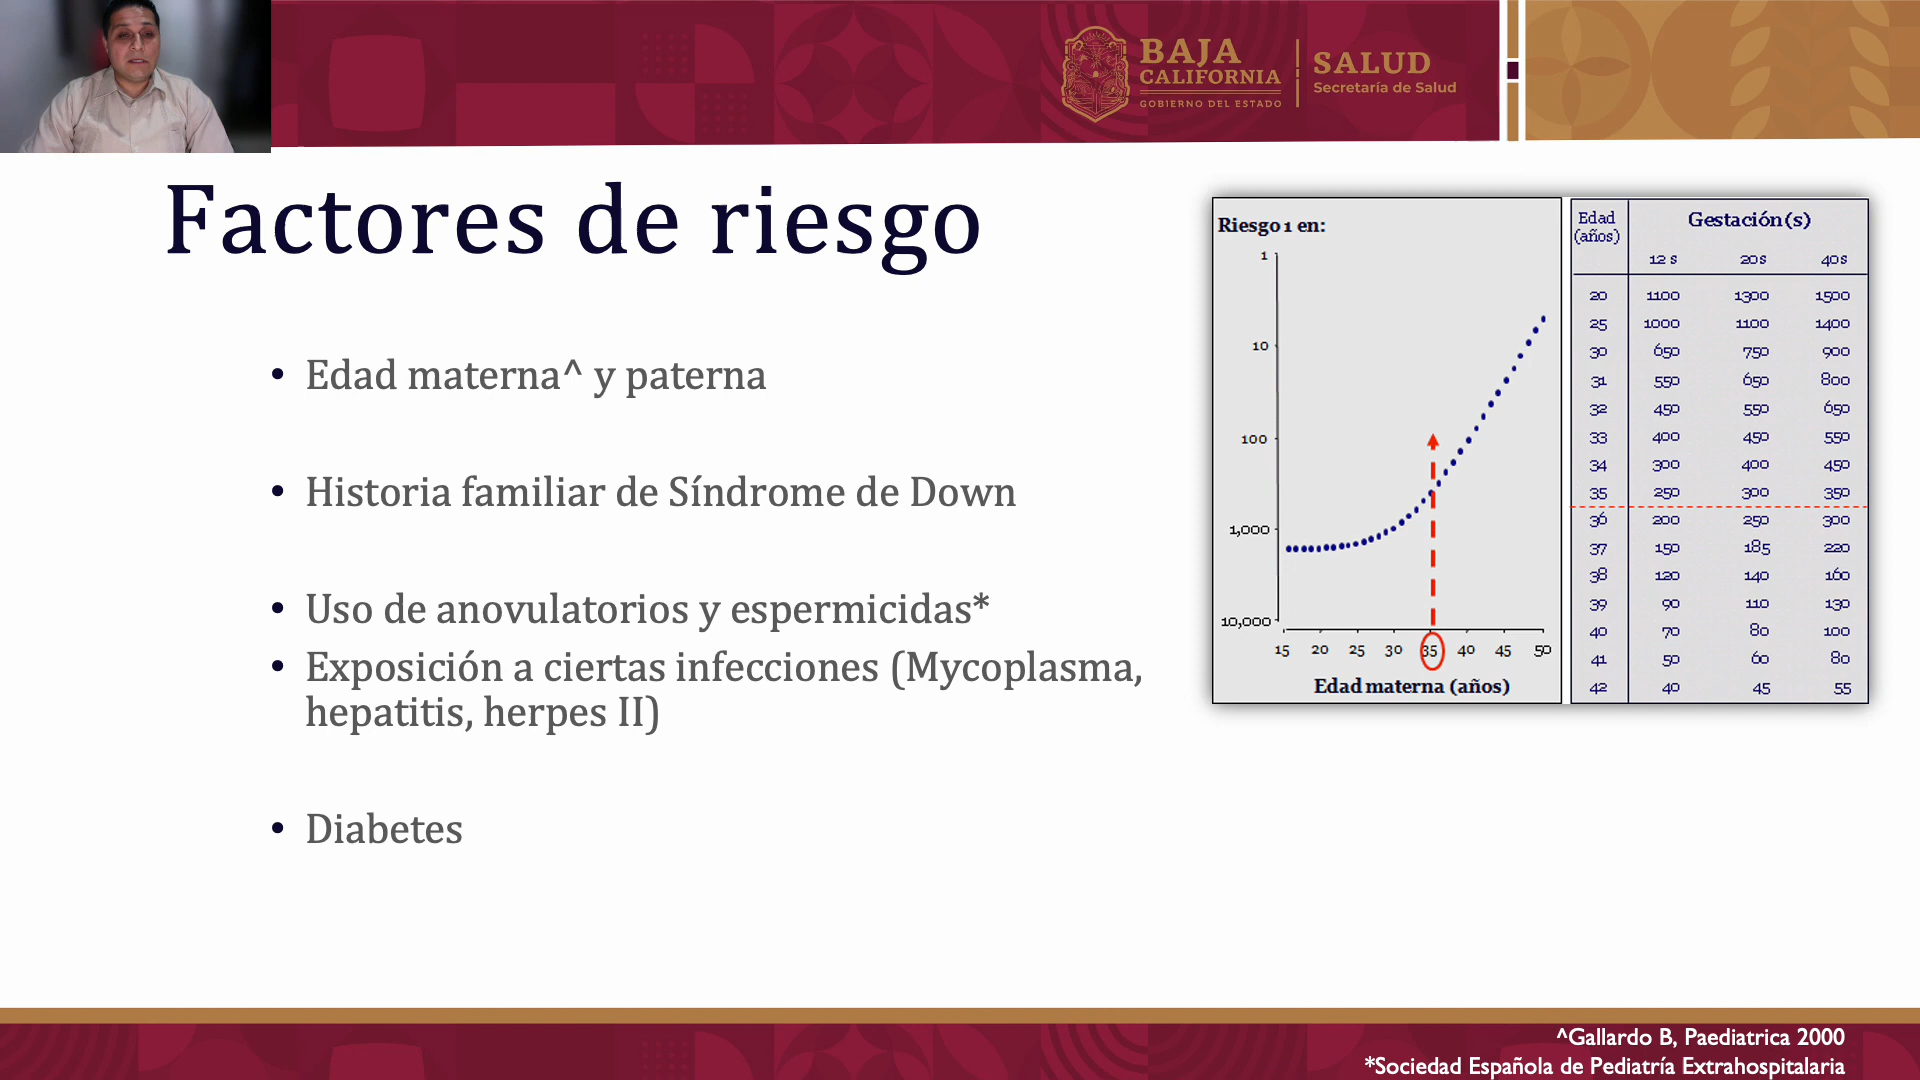 BAJA
CALIFORNIA
GOBIERNO DEL ESTADO
SALUD
Secretaría de Salud
Factores de riesgo
• Edad materna^ y paterna
• Historia familiar de Síndrome de Down
• Uso de anovulatorios y espermicidas*
• Exposición a ciertas infecciones (Mycoplasma,
hepatitis, herpes II)
• Diabetes
Riesgo 1 en:
1
10
100
1,000
10,000
15 20 25 30 35 40 45 50
Edad materna (años)
Edad
(años)
Gestación(s)
12 s 20s 40s
20 1100 1300 1500
25 1000 1100 1400
30 650 750 900
31 550 650 800
32 450 550 650
33 400 450 550
34 300 400 450
35 250 300 350
36 200 250 300
37 150 185 220
38 120 140 160
39 90 110 130
40 70 80 100
41 50 60 80
42 40 45 55
^Gallardo B, Paediatrica 2000
*Sociedad Española de Pediatría Extrahospitalaria